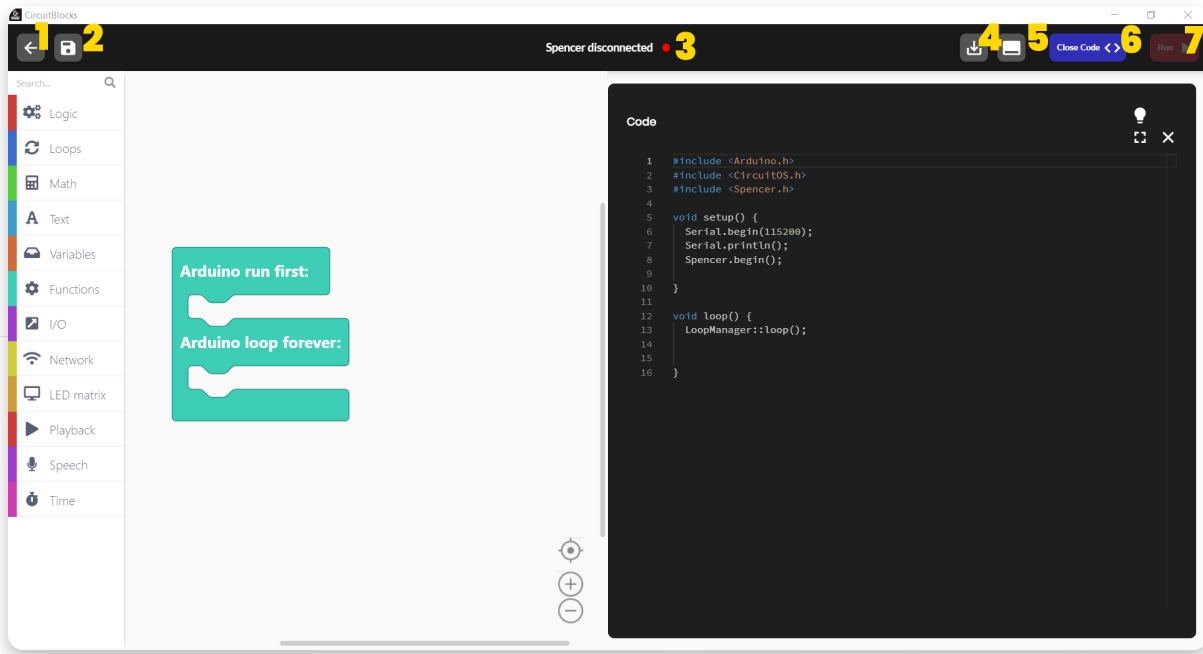 CircuitBlocks
1
2
Spencer disconnected
3
4
5
Close Code <>
6
Run
7
Search...
Logic
Loops
Math
Text
Variables
Functions
I/O
Network
LED matrix
Playback
Speech
Time
Arduino run first:
Arduino loop forever:
Code
1 #include <Arduino.h>
2 #include <CircuitOS.h>
3 #include <Spencer.h>
4
5 void setup() {
6 Serial.begin(115200);
7 Serial.println();
8 Spencer.begin();
9
10 }
11
12 void loop() {
13 LoopManager::loop();
14
15
16 }